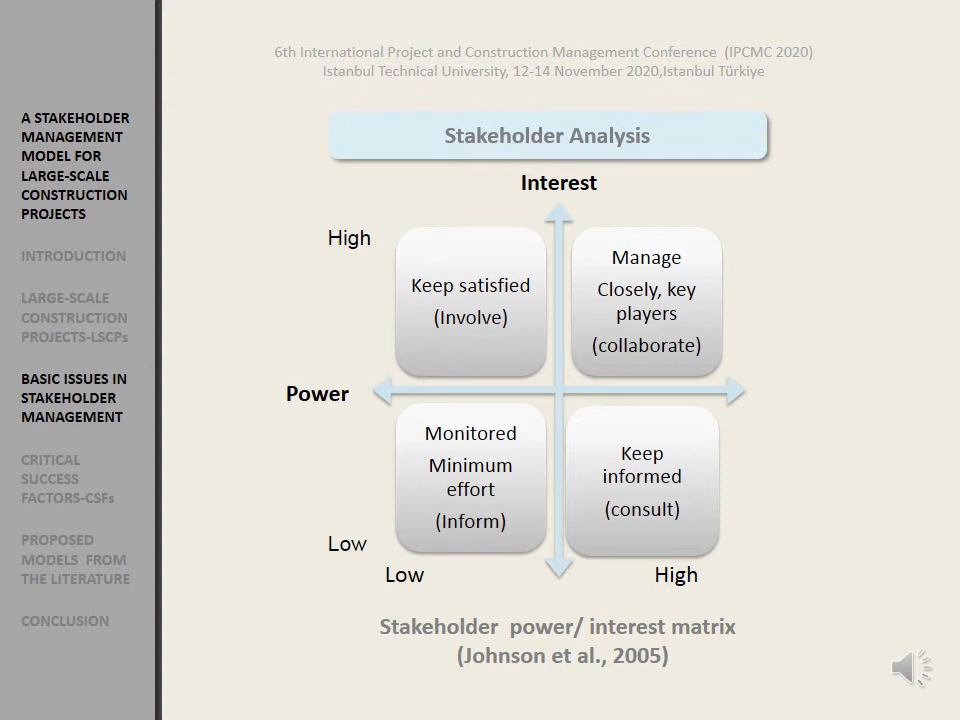 6th International Project and Construction Management Conference (IPCMC 2020)
Istanbul Technical University, 12-14 November 2020,Istanbul Türkiye
A STAKEHOLDER
MANAGEMENT
MODEL FOR
LARGE-SCALE
CONSTRUCTION
PROJECTS
INTRODUCTION
LARGE-SCALE
CONSTRUCTION
PROJECTS-LSCPs
BASIC ISSUES IN
STAKEHOLDER
MANAGEMENT
CRITICAL
SUCCESS
FACTORS-CSFs
PROPOSED
MODELS FROM
THE LITERATURE
CONCLUSION
Stakeholder Analysis
Interest
High
Keep satisfied
(Involve)
Manage
Closely, key
players
(collaborate)
Power
Monitored
Minimum
effort
(Inform)
Keep
informed
(consult)
Low
Low
High
Stakeholder power/ interest matrix
(Johnson et al., 2005)